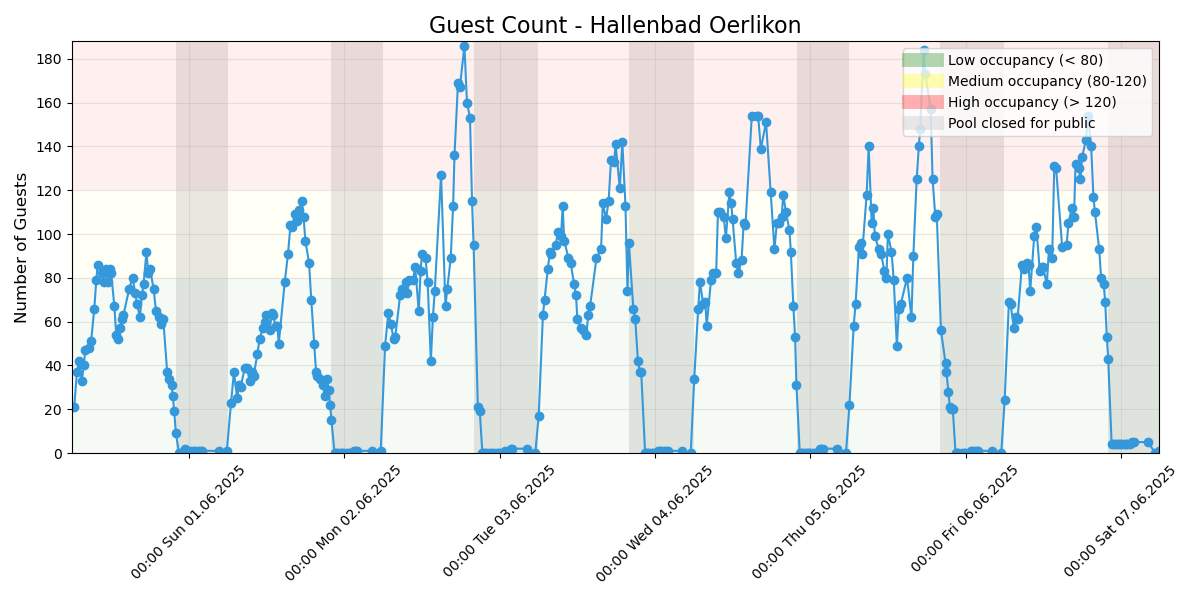 Guest Count - Hallenbad Oerlikon
Number of Guests
180
160
140
120
100
80
60
40
20
0
Low occupancy (< 80)
Medium occupancy (80-120)
High occupancy (> 120)
Pool closed for public
00:00 Sun 01.06.2025
00:00 Mon 02.06.2025
00:00 Tue 03.06.2025
00:00 Wed 04.06.2025
00:00 Thu 05.06.2025
00:00 Fri 06.06.2025
00:00 Sat 07.06.2025